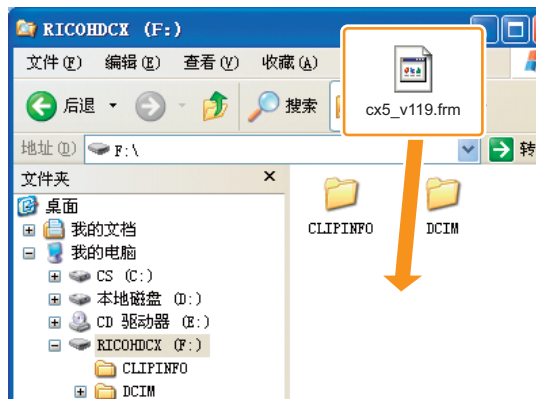 RICOHDCX (F:)
文件(F) 编辑(E) 查看(V) 收藏(A)
cx5_v119.frm
后退 搜索
地址(D) F:\ 转
文件夹 ×
桌面
我的文档
我的电脑
CS (C:)
本地磁盘 (D:)
CD 驱动器 (E:)
RICOHDCX (F:)
CLIPINFO
DCIM
CLIPINFO DCIM